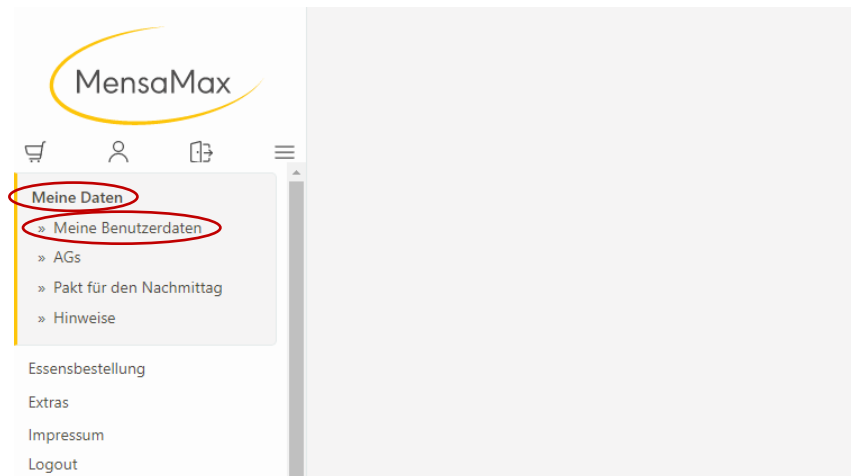 MensaMax
Meine Daten
» Meine Benutzerdaten
» AGs
» Pakt für den Nachmittag
» Hinweise
Essensbestellung
Extras
Impressum
Logout